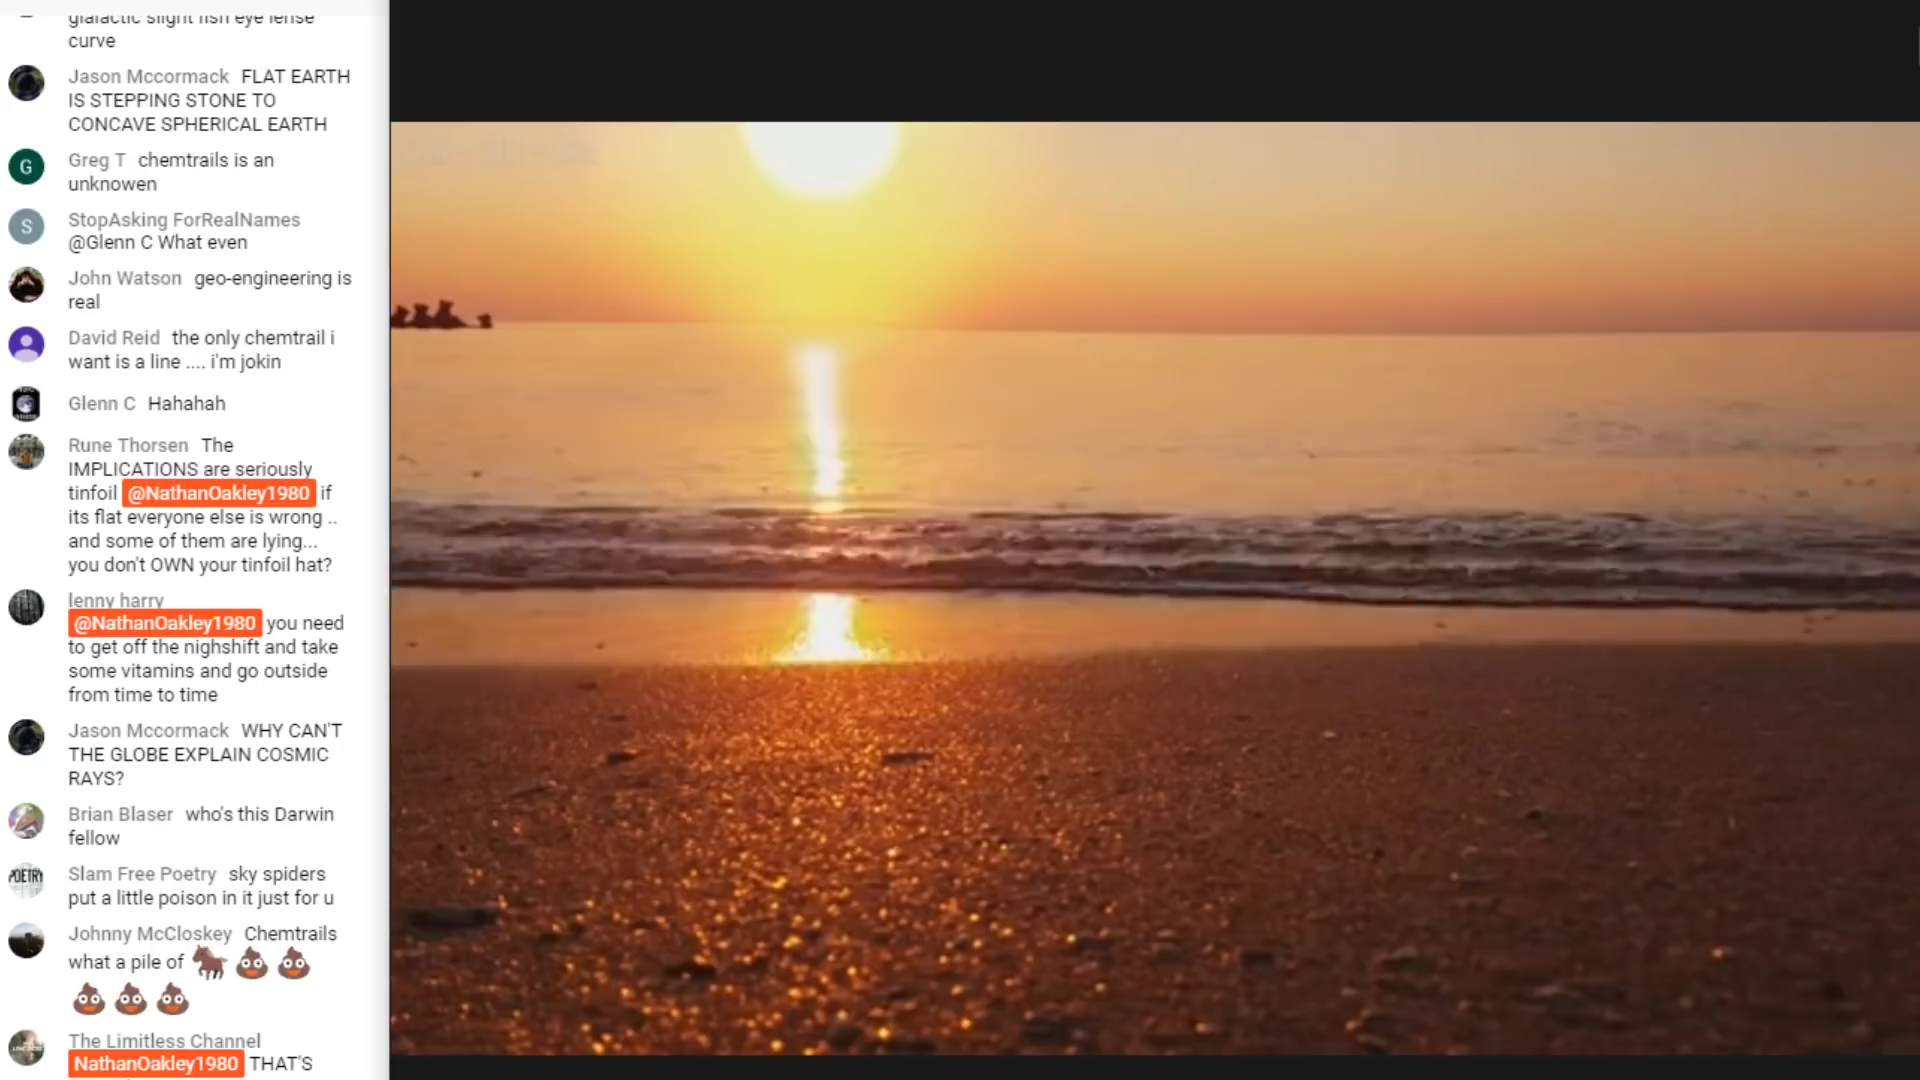 glalactic slight fish eye lense
curve
Jason Mccormack FLAT EARTH
IS STEPPING STONE TO
CONCAVE SPHERICAL EARTH
G
Greg T chemtrails is an
unknowen
S
StopAsking ForRealNames
@Glenn C What even
John Watson geo-engineering is
real
David Reid the only chemtrail i
want is a line .... i'm jokin
Glenn C Hahahah
Rune Thorsen The
IMPLICATIONS are seriously
tinfoil @NathanOakley1980 if
its flat everyone else is wrong ..
and some of them are lying...
you don't OWN your tinfoil hat?
lenny harry
@NathanOakley1980 you need
to get off the nighshift and take
some vitamins and go outside
from time to time
Jason Mccormack WHY CAN'T
THE GLOBE EXPLAIN COSMIC
RAYS?
Brian Blaser who's this Darwin
fellow
POETRY
Slam Free Poetry sky spiders
put a little poison in it just for u
Johnny McCloskey Chemtrails
what a pile of
The Limitless Channel
NathanOakley1980 THAT'S